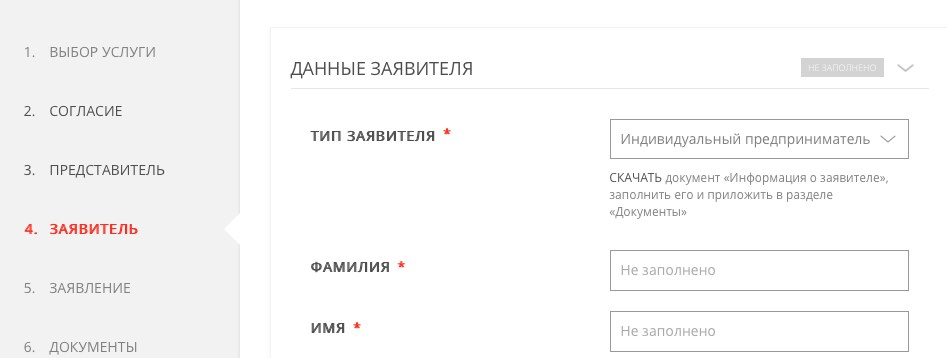 1. ВЫБОР УСЛУГИ
2. СОГЛАСИЕ
3. ПРЕДСТАВИТЕЛЬ
4. ЗАЯВИТЕЛЬ
5. ЗАЯВЛЕНИЕ
6. ДОКУМЕНТЫ
ДАННЫЕ ЗАЯВИТЕЛЯ
НЕ ЗАПОЛНЕНО
ТИП ЗАЯВИТЕЛЯ *
Индивидуальный предприниматель
СКАЧАТЬ документ «Информация о заявителе»,
заполнить его и приложить в разделе
«Документы»
ФАМИЛИЯ *
Не заполнено
ИМЯ *
Не заполнено